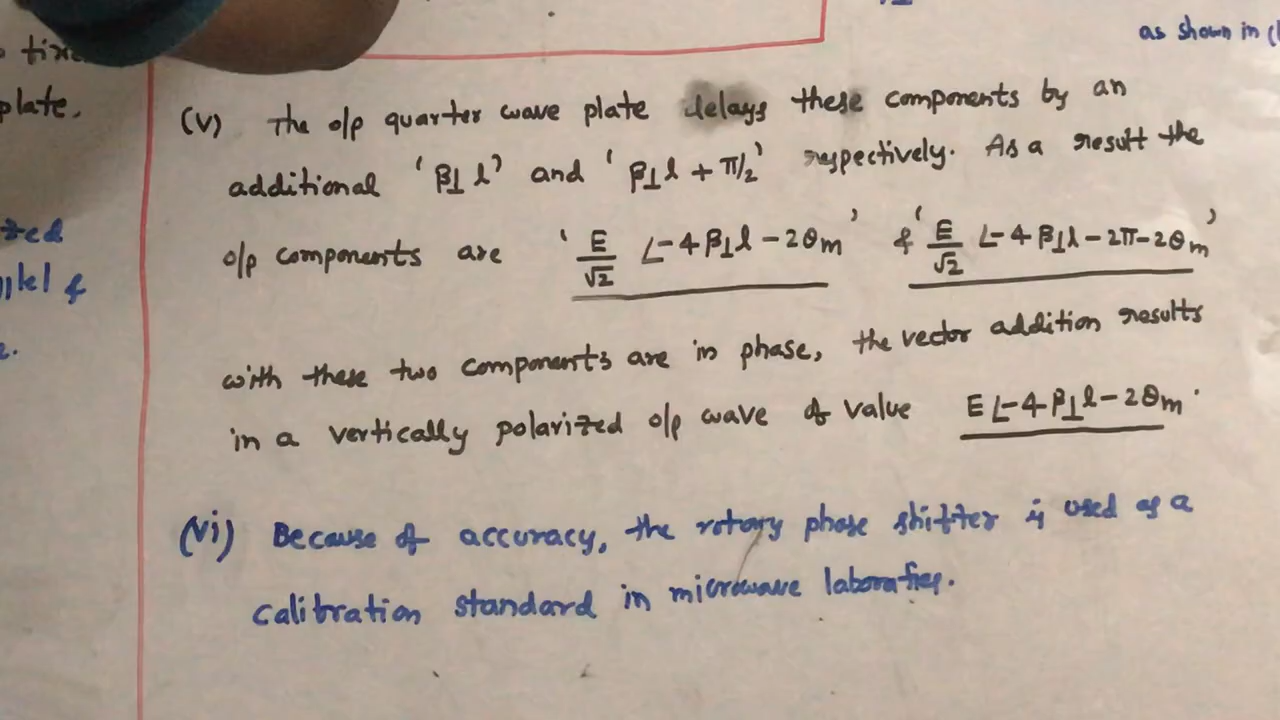 as shown in (
plate.
(v) The o/p quarter wave plate delays these components by an
additional 'β⊥ l' and 'β⊥l + π/2' respectively. As a result the
o/p components are 'E/√2 ∠-4β⊥l-2θm' & 'E/√2 ∠-4β⊥l-2π-2θm'
with these two components are in phase, the vector addition results
in a vertically polarized o/p wave of value E∠-4β⊥l-2θm.
(vi) Because of accuracy, the rotary phase shifter is used as a
calibration standard in microwave laboratries.